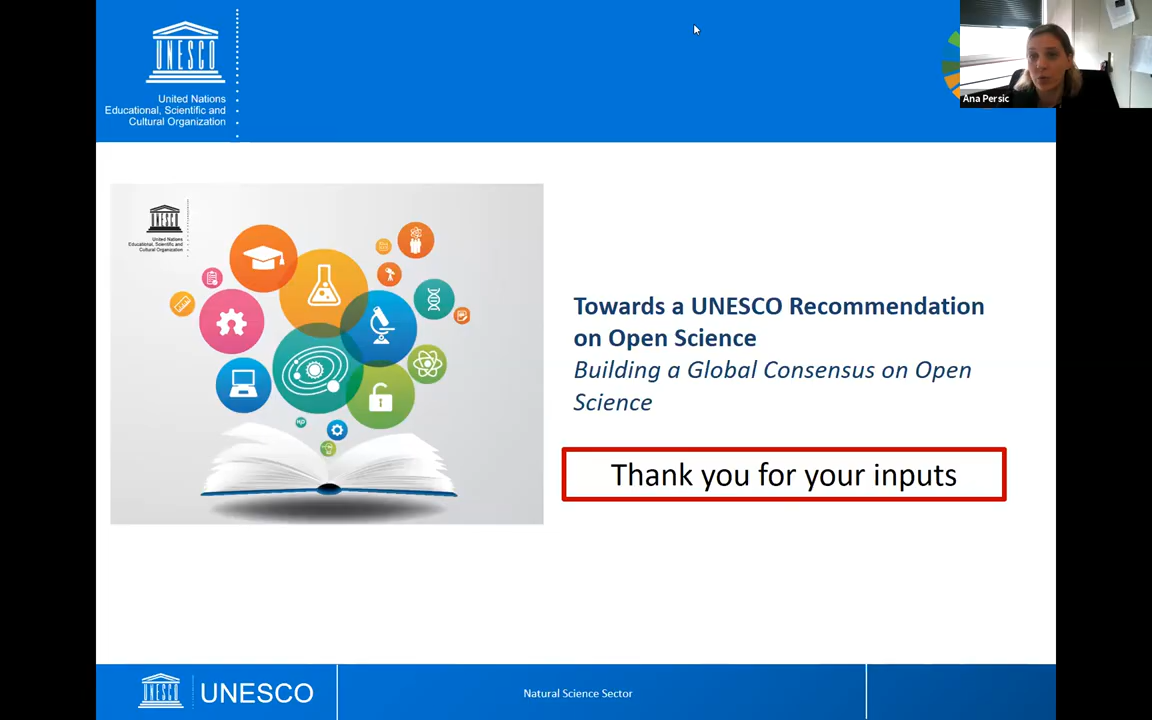 UNESCO
United Nations
Educational, Scientific and
Cultural Organization
Ana Persic
United Nations
Educational, Scientific and
Cultural Organization
Towards a UNESCO Recommendation
on Open Science
Building a Global Consensus on Open
Science
Thank you for your inputs
UNESCO
Natural Science Sector